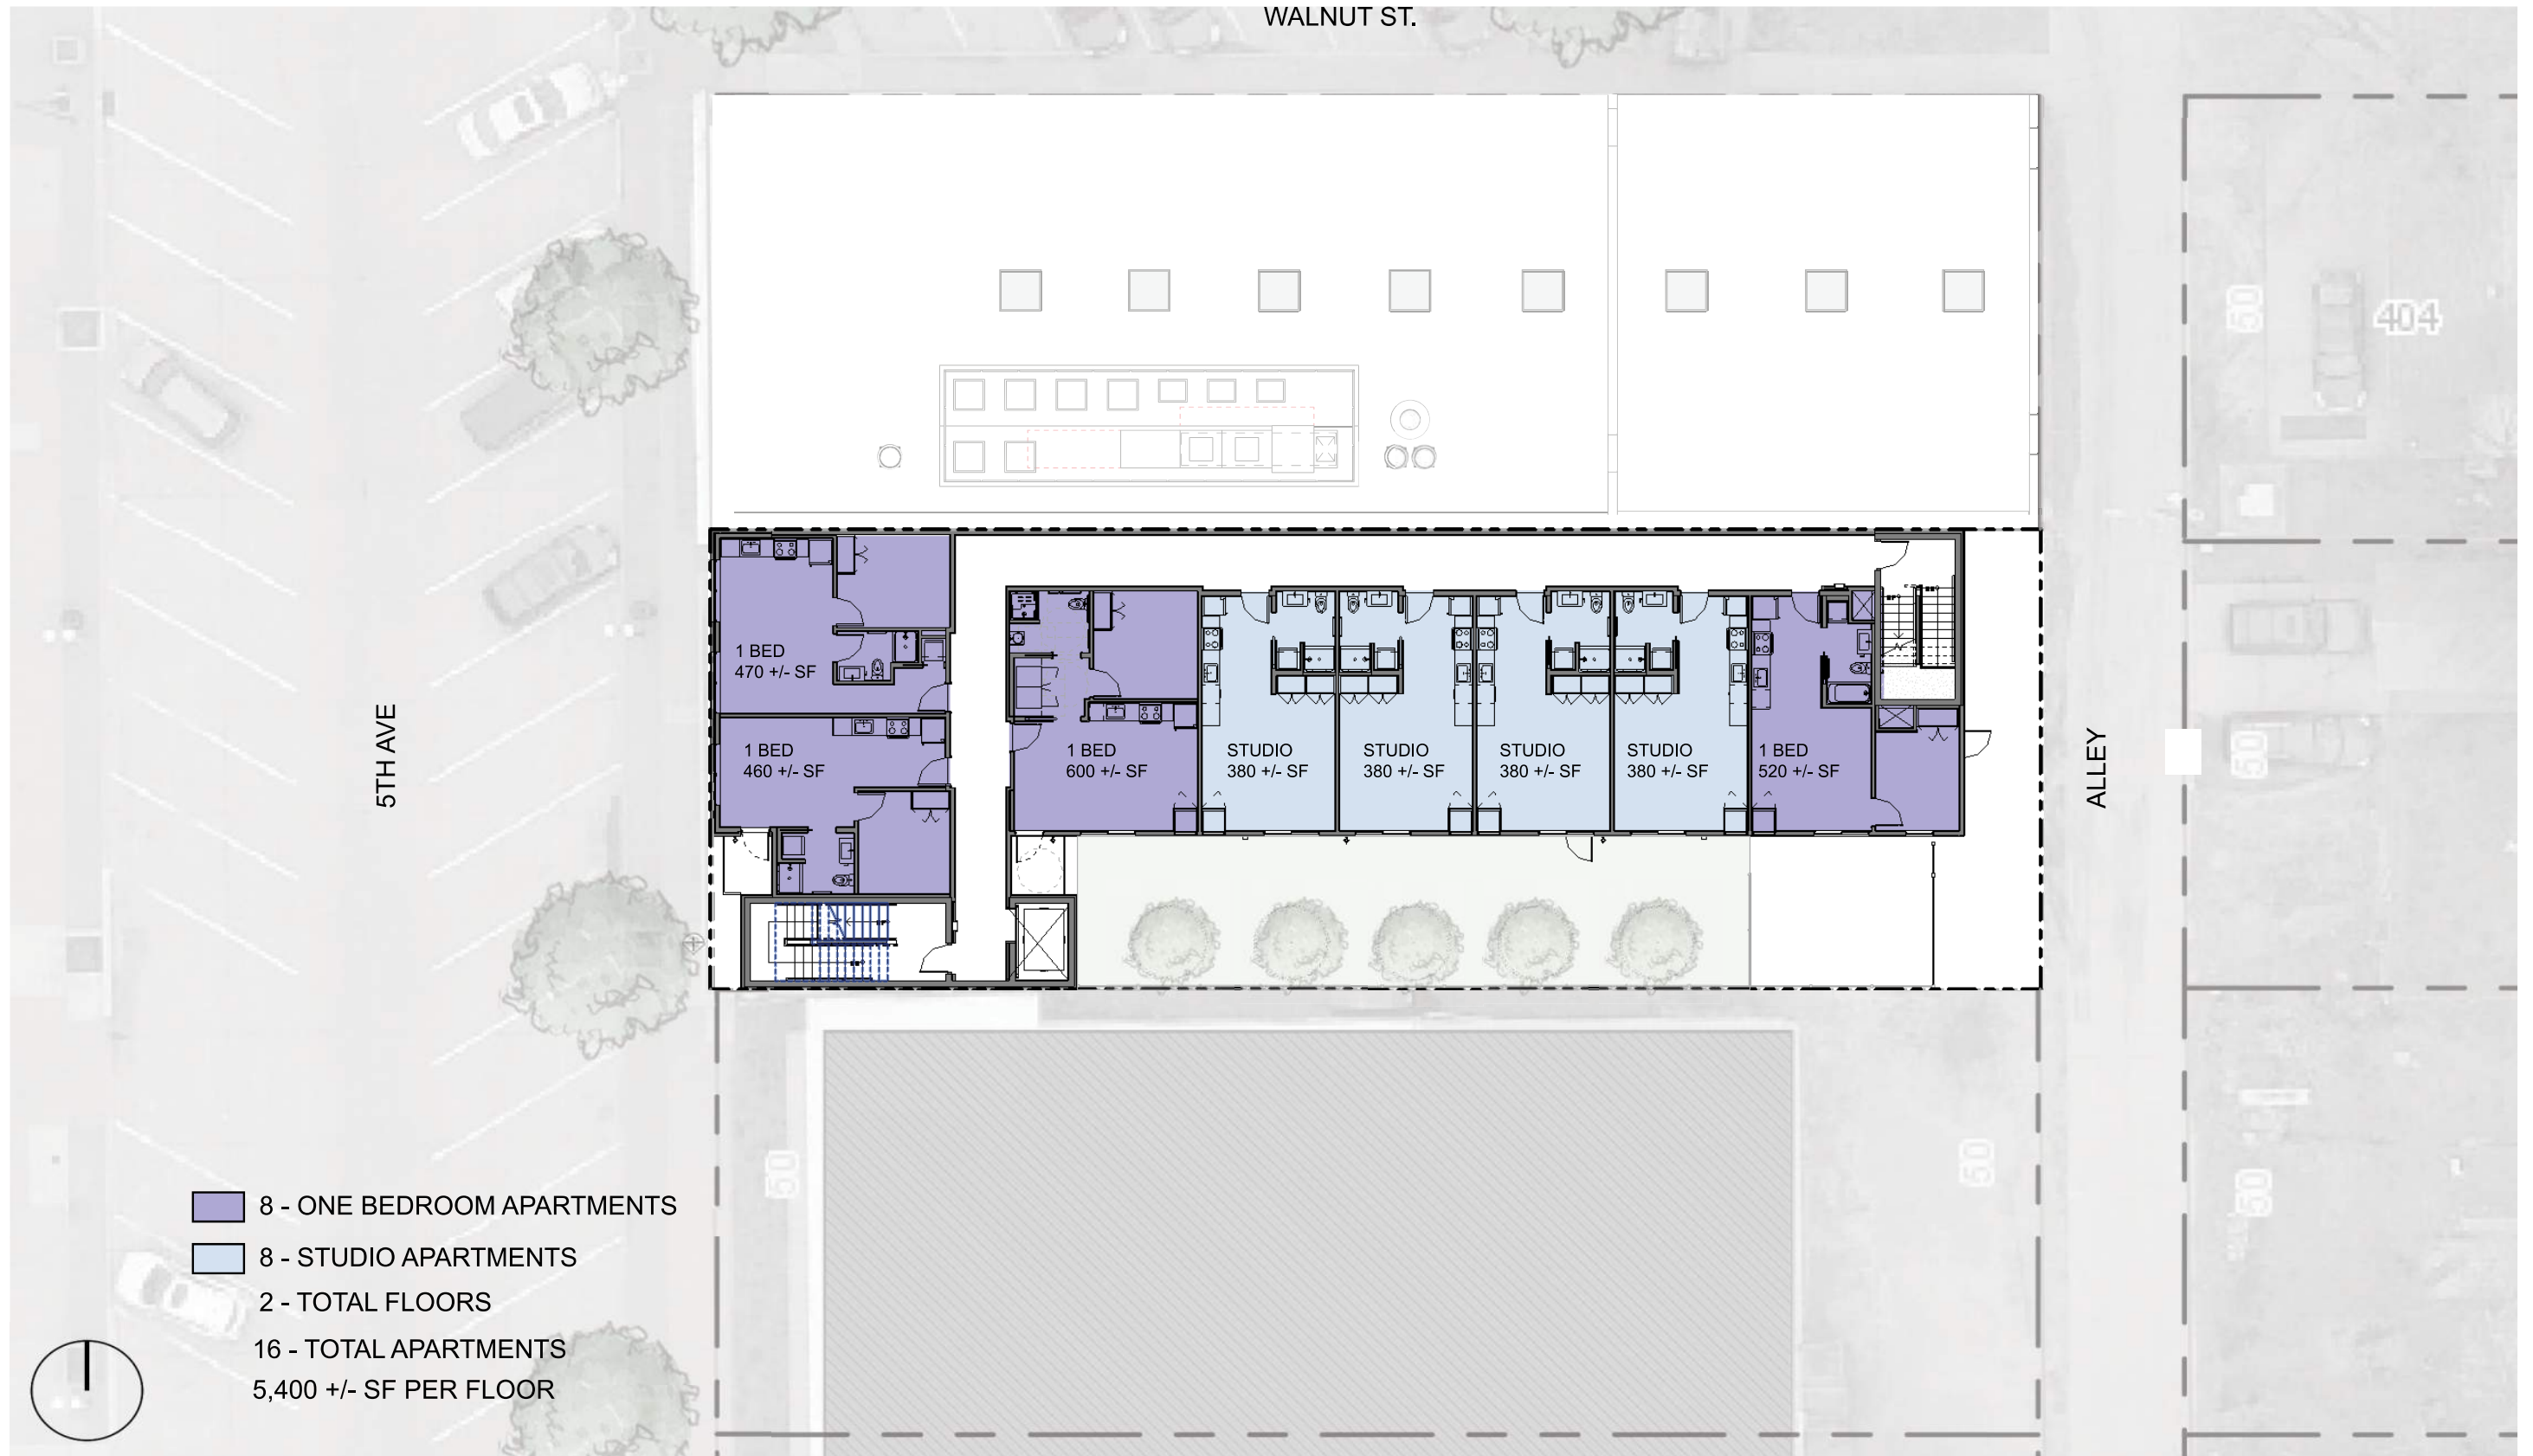 WALNUT ST.
50
404
1 BED
470 +/- SF
5TH AVE
1 BED
460 +/- SF
1 BED
600 +/- SF
STUDIO
380 +/- SF
STUDIO
380 +/- SF
STUDIO
380 +/- SF
STUDIO
380 +/- SF
1 BED
520 +/- SF
ALLEY
50
50
50
50
8 - ONE BEDROOM APARTMENTS
8 - STUDIO APARTMENTS
2 - TOTAL FLOORS
16 - TOTAL APARTMENTS
5,400 +/- SF PER FLOOR